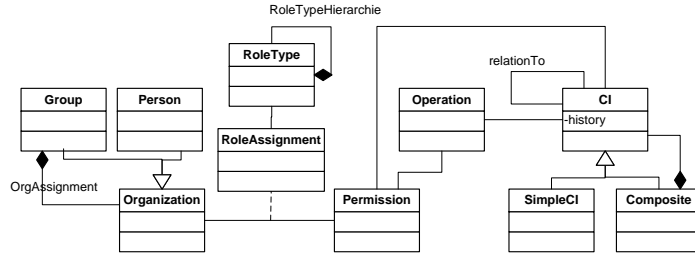 RoleTypeHierarchie
RoleType
relationTo
Group
Person
Operation
CI
-history
RoleAssignment
OrgAssignment
Organization
Permission
SimpleCI
Composite